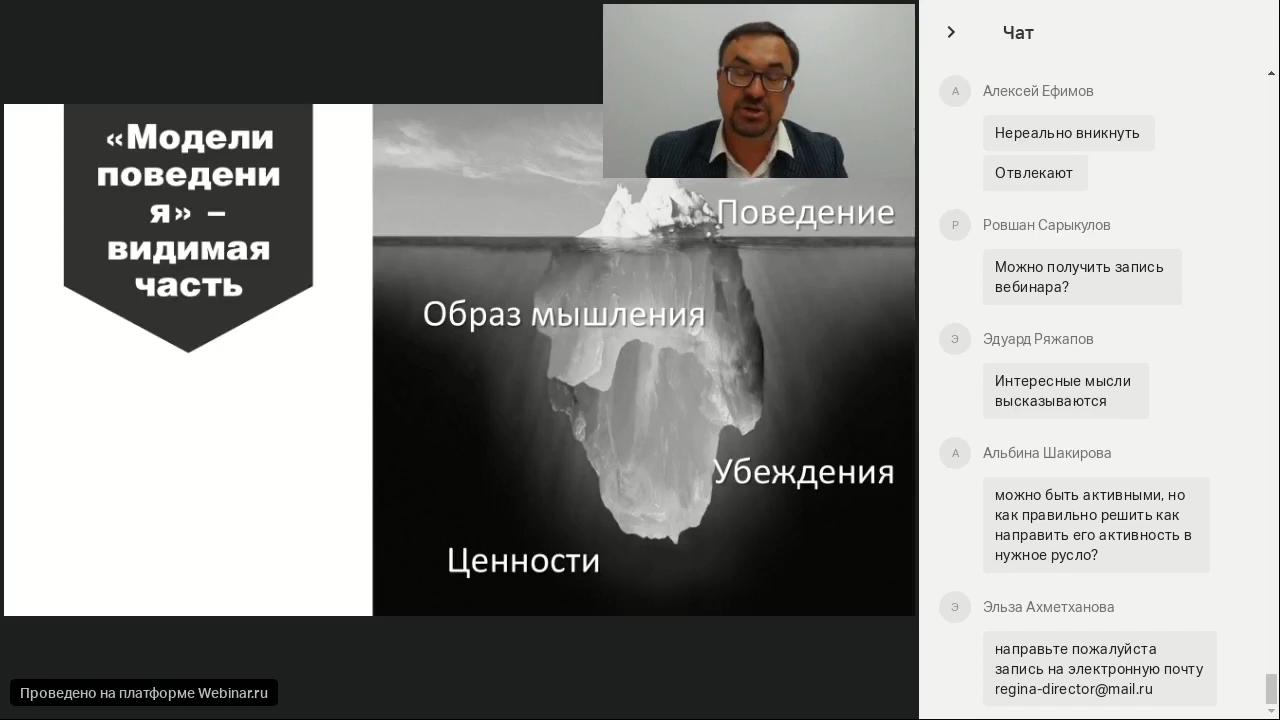 «Модели
поведени
я» –
видимая
часть
Поведение
Образ мышления
Убеждения
Ценности
Проведено на платформе Webinar.ru
Чат
А
Алексей Ефимов
Нереально вникнуть
Отвлекают
Р
Ровшан Сарыкулов
Можно получить запись
вебинара?
Э
Эдуард Ряжапов
Интересные мысли
высказываются
А
Альбина Шакирова
можно быть активными, но
как правильно решить как
направить его активность в
нужное русло?
Э
Эльза Ахметханова
направьте пожалуйста
запись на электронную почту
regina-director@mail.ru